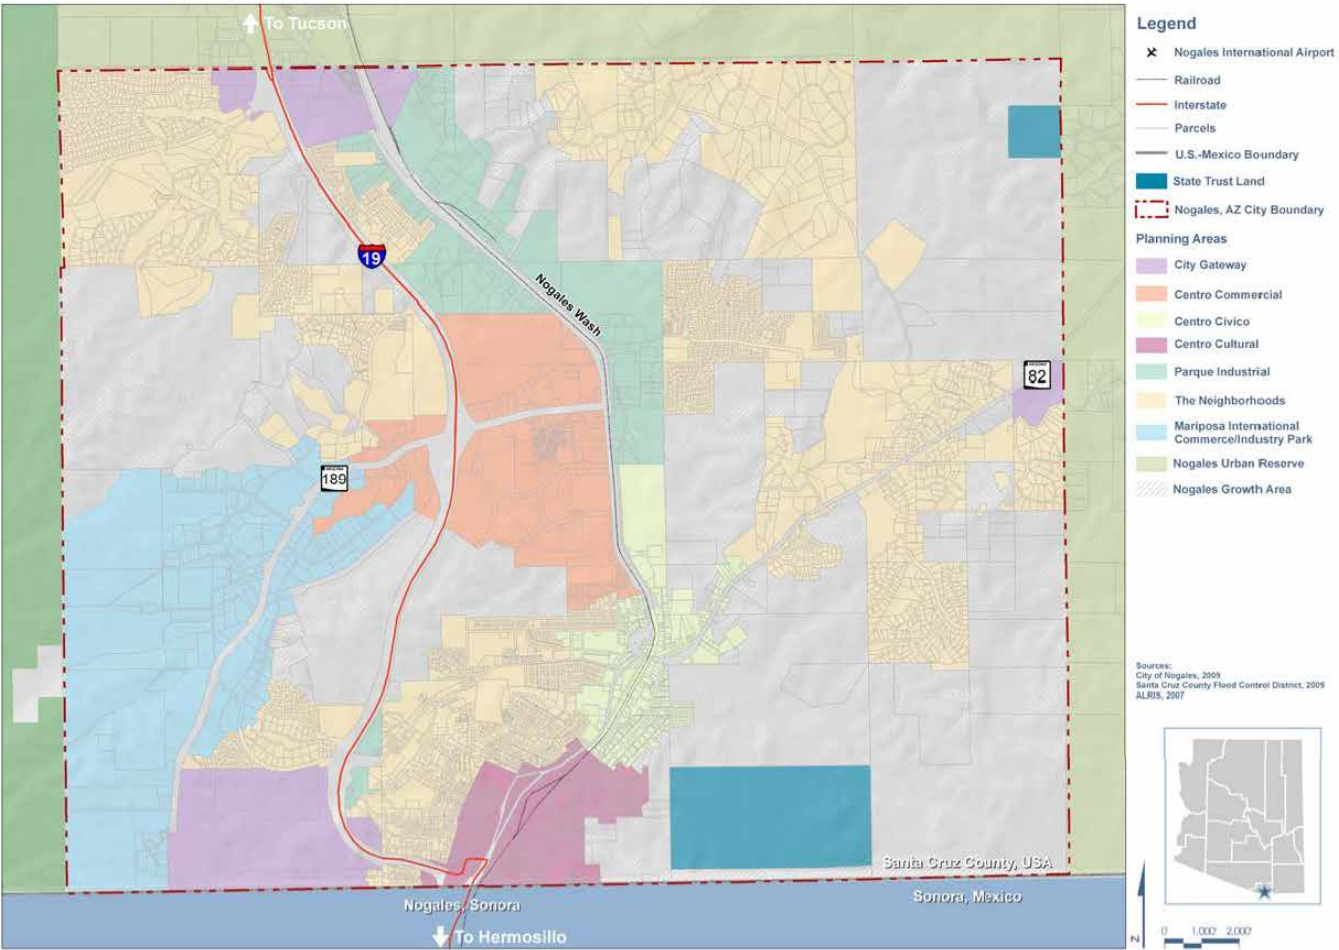 To Tucson
19
Nogales Wash
ARIZONA
82
ARIZONA
189
Santa Cruz County, USA
Nogales, Sonora
Sonora, Mexico
To Hermosillo
Legend
Nogales International Airport
Railroad
Interstate
Parcels
U.S.-Mexico Boundary
State Trust Land
Nogales, AZ City Boundary
Planning Areas
City Gateway
Centro Commercial
Centro Civico
Centro Cultural
Parque Industrial
The Neighborhoods
Mariposa International
Commerce/Industry Park
Nogales Urban Reserve
Nogales Growth Area
Sources:
City of Nogales, 2009
Santa Cruz County Flood Control District, 2009
ALRIS, 2007
N
0 1,000' 2,000'